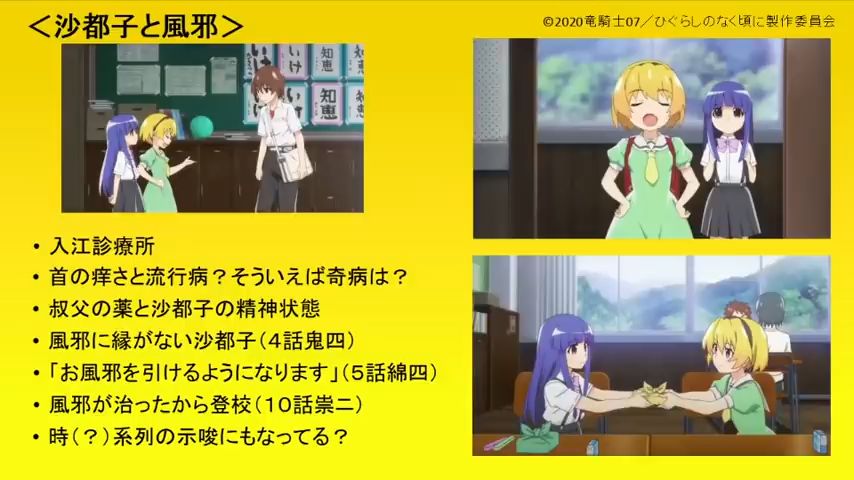 ＜沙都子と風邪＞
©2020竜騎士07／ひぐらしのなく頃に製作委員会
いけ
知恵
いけ
知恵
・入江診療所
・首の痒さと流行病？そういえば奇病は？
・叔父の薬と沙都子の精神状態
・風邪に縁がない沙都子（４話鬼四）
・「お風邪を引けるようになります」（５話綿四）
・風邪が治ったから登校（１０話祟二）
・時（？）系列の示唆にもなってる？